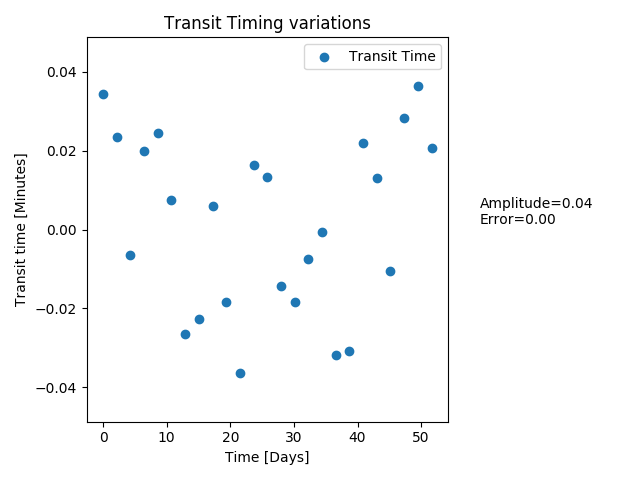 Transit Timing variations
Transit Time
0.04
0.02
0.00
−0.02
−0.04
Transit time [Minutes]
0 10 20 30 40 50
Time [Days]
Amplitude=0.04
Error=0.00